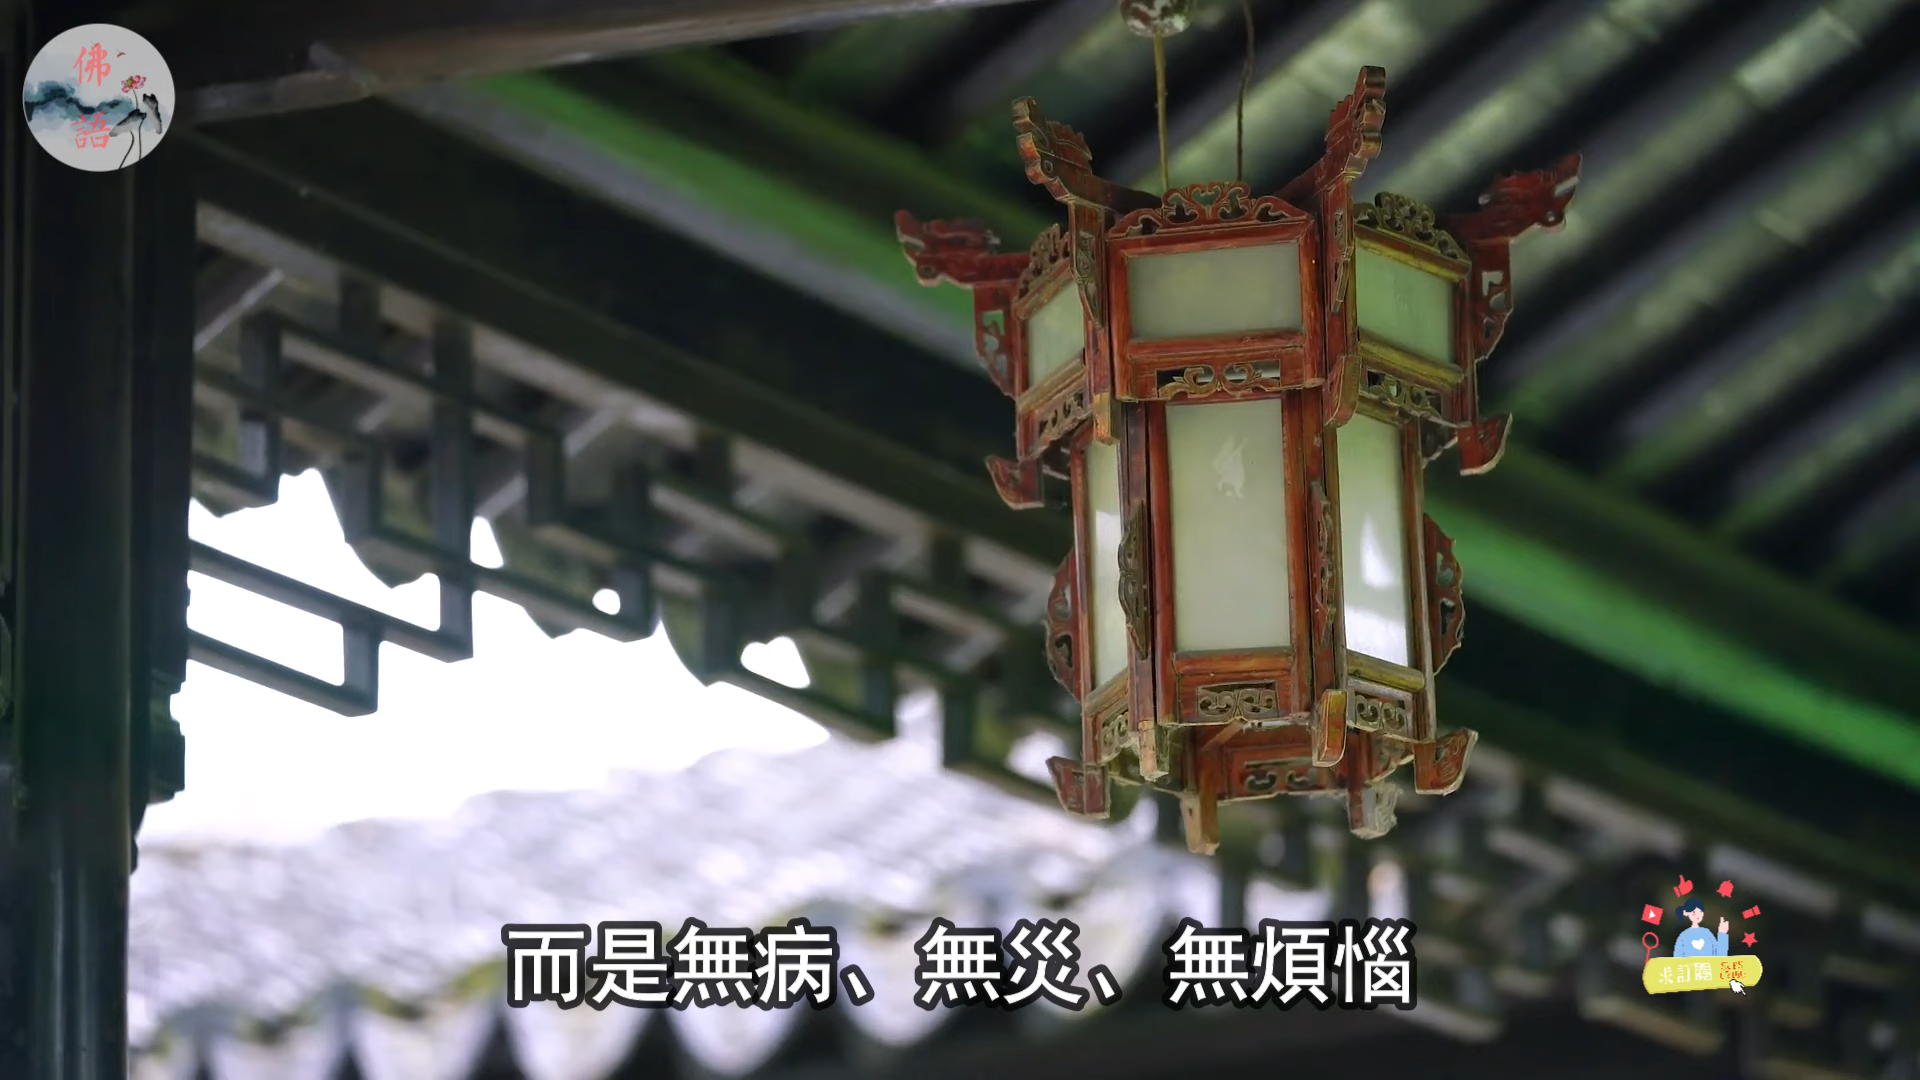 佛
語
而是無病、無災、無煩惱
求訂閱